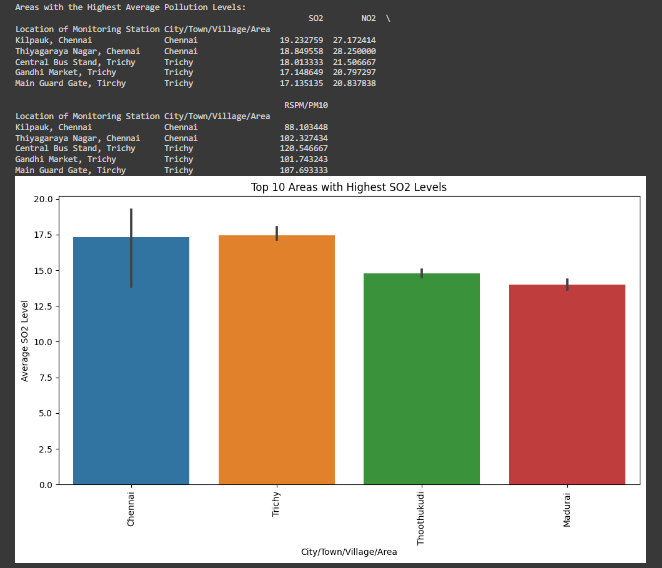 Areas with the Highest Average Pollution Levels:
SO2 NO2 \
Location of Monitoring Station City/Town/Village/Area
Kilpauk, Chennai Chennai 19.232759 27.172414
Thiyagaraya Nagar, Chennai Chennai 18.849558 28.250000
Central Bus Stand, Trichy Trichy 18.013333 21.506667
Gandhi Market, Trichy Trichy 17.148649 20.797297
Main Guard Gate, Tirchy Trichy 17.135135 20.837838
RSPM/PM10
Location of Monitoring Station City/Town/Village/Area
Kilpauk, Chennai Chennai 88.103448
Thiyagaraya Nagar, Chennai Chennai 102.327434
Central Bus Stand, Trichy Trichy 120.546667
Gandhi Market, Trichy Trichy 101.743243
Main Guard Gate, Tirchy Trichy 107.693333
Top 10 Areas with Highest SO2 Levels
20.0
17.5
15.0
12.5
10.0
7.5
5.0
2.5
0.0
Average SO2 Level
Chennai
Trichy
Thoothukudi
Madurai
City/Town/Village/Area